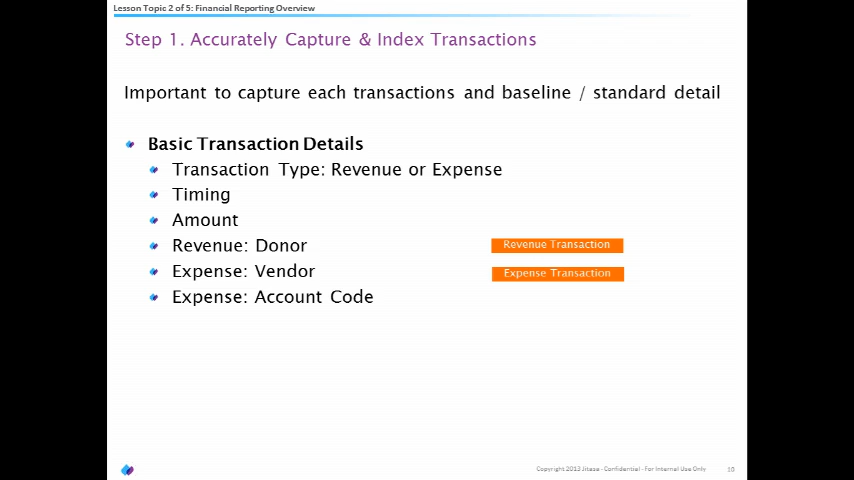 Lesson Topic 2 of 5: Financial Reporting Overview
Step 1. Accurately Capture & Index Transactions
Important to capture each transactions and baseline / standard detail
Basic Transaction Details
Transaction Type: Revenue or Expense
Timing
Amount
Revenue: Donor
Revenue Transaction
Expense: Vendor
Expense Transaction
Expense: Account Code
Copyright 2013 Jitasa - Confidential - For Internal Use Only
10